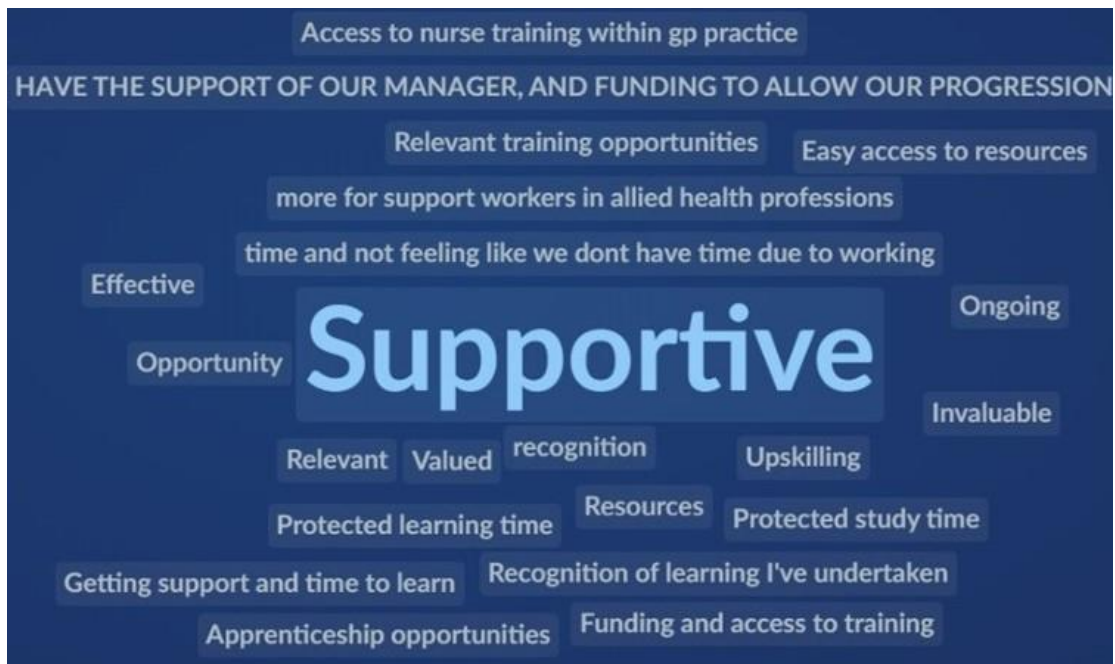 Access to nurse training within gp practice
HAVE THE SUPPORT OF OUR MANAGER, AND FUNDING TO ALLOW OUR PROGRESSION
Relevant training opportunities
Easy access to resources
more for support workers in allied health professions
time and not feeling like we dont have time due to working
Effective
Ongoing
Supportive
Opportunity
Invaluable
Relevant
Valued
recognition
Upskilling
Resources
Protected learning time
Protected study time
Getting support and time to learn
Recognition of learning I've undertaken
Apprenticeship opportunities
Funding and access to training